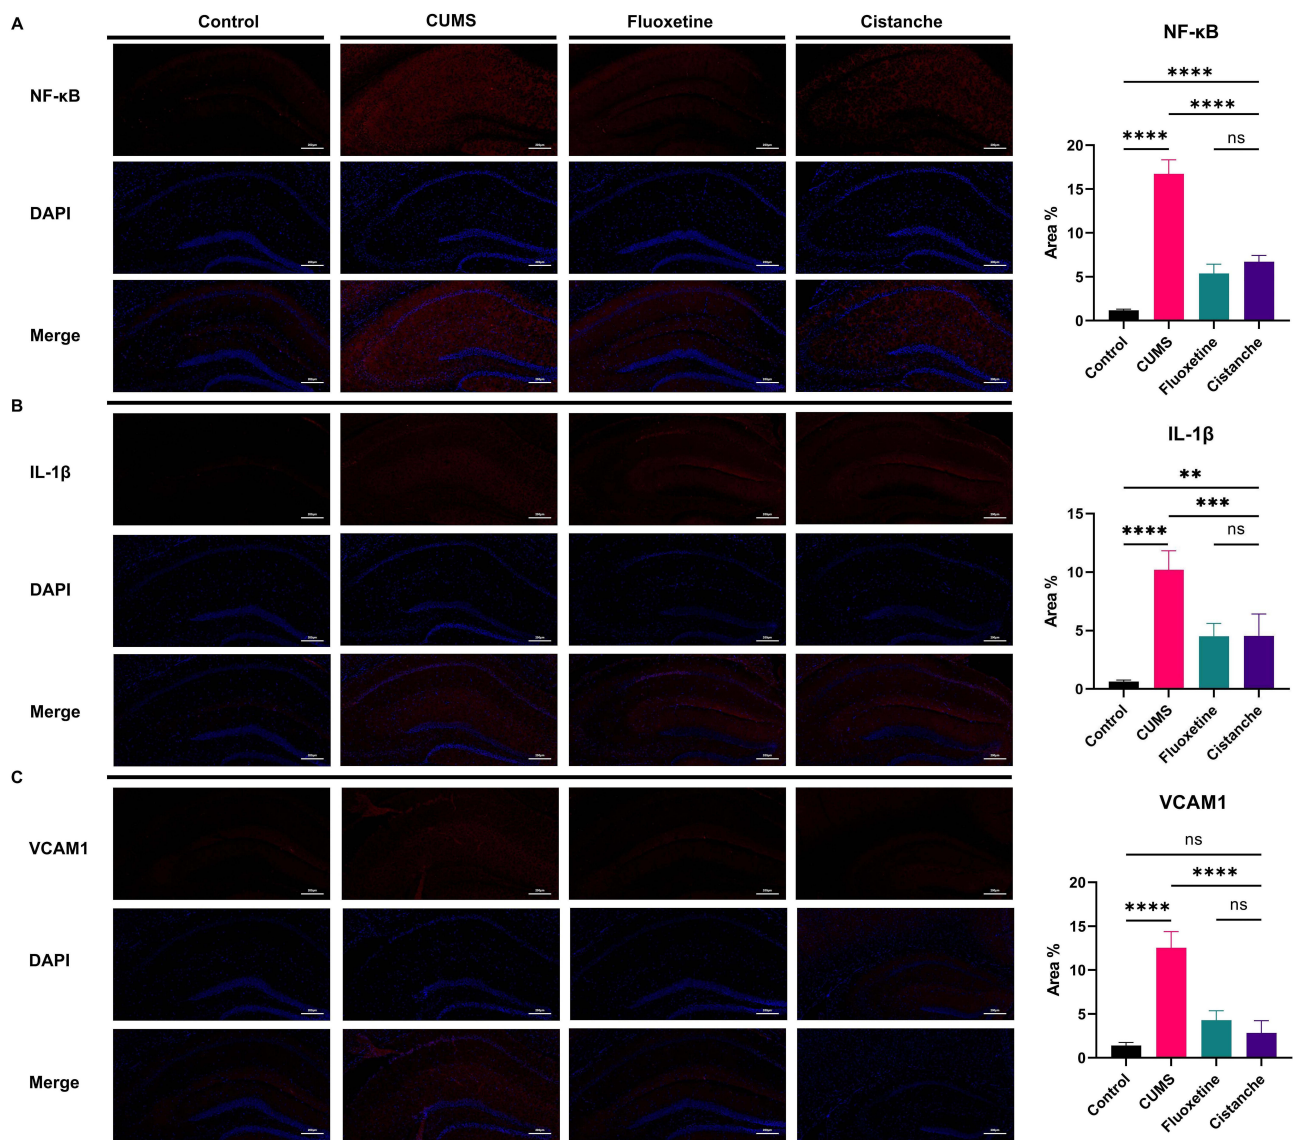 A
Control
CUMS
Fluoxetine
Cistanche
NF-κB
DAPI
Merge
NF-κB
****
****
****
ns
Area %
20
15
10
5
0
Control
CUMS
Fluoxetine
Cistanche
B
IL-1β
DAPI
Merge
IL-1β
**
***
****
ns
Area %
15
10
5
0
Control
CUMS
Fluoxetine
Cistanche
C
VCAM1
DAPI
Merge
VCAM1
ns
****
****
ns
Area %
20
15
10
5
0
Control
CUMS
Fluoxetine
Cistanche